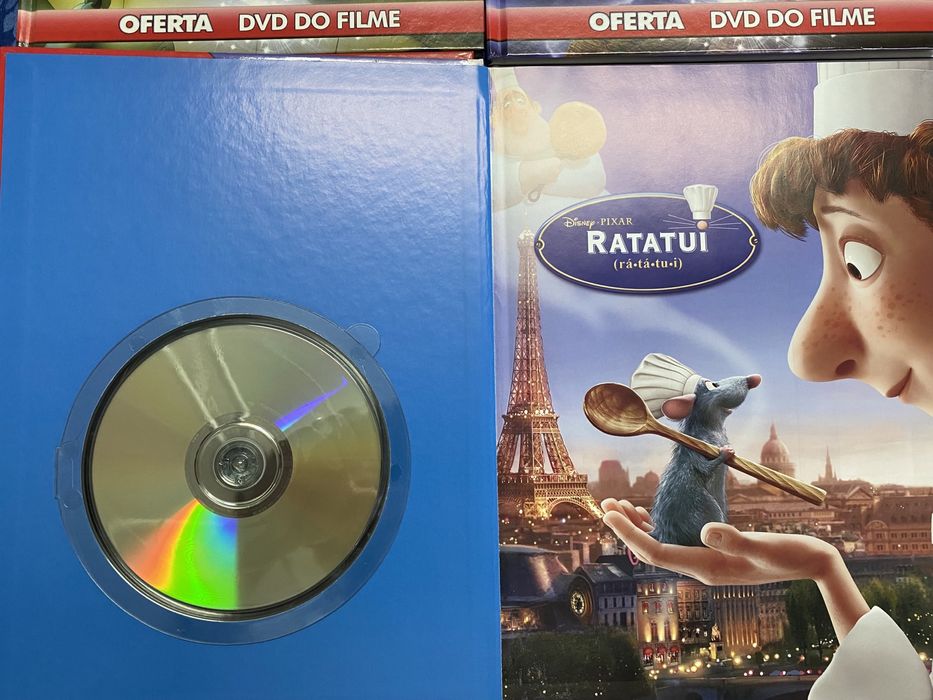 OFERTA DVD DO FILME
OFERTA DVD DO FILME
DISNEY • PIXAR
RATATUI
(rá•tá•tu•i)